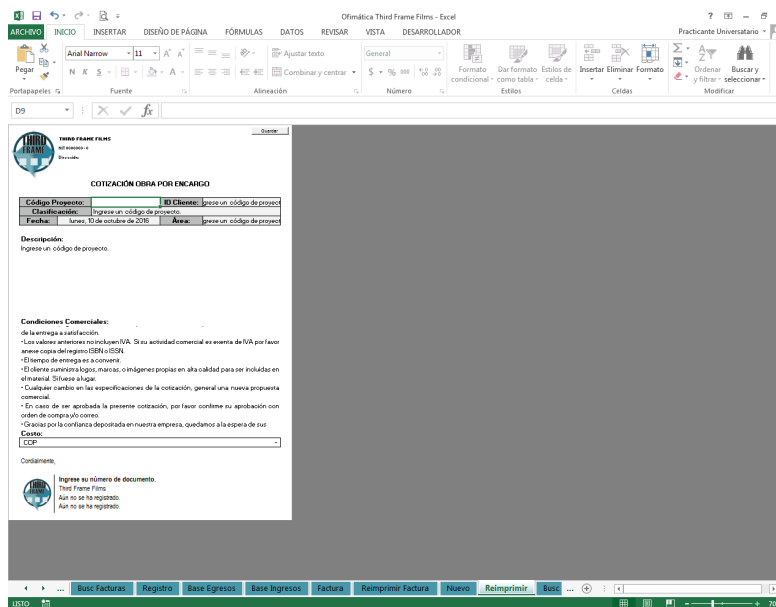 Ofimática Third Frame Films - Excel
ARCHIVO INICIO INSERTAR DISEÑO DE PÁGINA FÓRMULAS DATOS REVISAR VISTA DESARROLLADOR Practicante Universatario
Pegar
Arial Narrow 11
N K S
Ajustar texto
Combinar y centrar
General
Formato condicional
Dar formato como tabla
Estilos de celda
Insertar Eliminar Formato
Ordenar y filtrar
Buscar y seleccionar
Portapapeles Fuente Alineación Número Estilos Celdas Modificar
D9
Guardar
THIRD FRAME
THIRD FRAME FILMS
Dirección
COTIZACIÓN OBRA POR ENCARGO
Código Proyecto: ID Cliente: grese un código de proyect
Clasificación: Ingrese un código de proyecto.
Fecha: lunes, 10 de octubre de 2016 Área: grese un código de proyect
Descripción:
Ingrese un código de proyecto.
Condiciones Comerciales:
de la entrega a satisfacción.
• Los valores anteriores no incluyen IVA. Si su actividad comercial es exenta de IVA por favor
anexe copia del registro ISBN o ISSN.
• El tiempo de entrega es a convenir.
• El cliente suministra logos, marcas, o imágenes propias en alta calidad para ser incluidas en
el material. Si fuese a lugar.
• Cualquier cambio en las especificaciones de la cotización, general una nueva propuesta
comercial.
• En caso de ser aprobada la presente cotización, por favor confirme su aprobación con
orden de compra y/o correo.
• Gracias por la confianza depositada en nuestra empresa, quedamos a la espera de sus
Costo:
COP -
Cordialmente,
THIRD FRAME
Ingrese su número de documento.
Third Frame Films
Aún no se ha registrado.
Aún no se ha registrado.
... Busc Facturas Registro Base Egresos Base Ingresos Factura Reimprimir Factura Nuevo Reimprimir Busc ...
LISTO